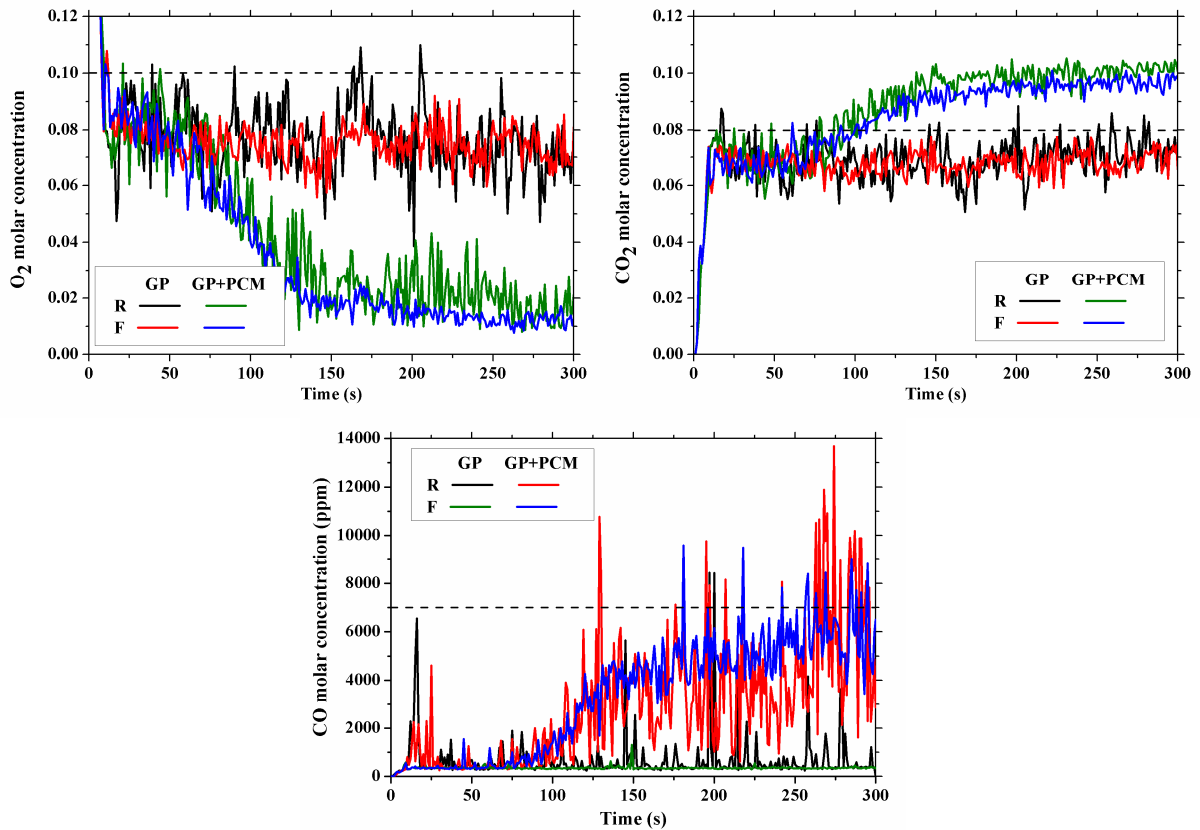 0.12
0.10
0.08
0.06
0.04
0.02
0.00
O2 molar concentration
GP GP+PCM
R
F
0 50 100 150 200 250 300
Time (s)
0.12
0.10
0.08
0.06
0.04
0.02
0.00
CO2 molar concentration
GP GP+PCM
R
F
0 50 100 150 200 250 300
Time (s)
14000
12000
10000
8000
6000
4000
2000
0
CO molar concentration (ppm)
GP GP+PCM
R
F
0 50 100 150 200 250 300
Time (s)